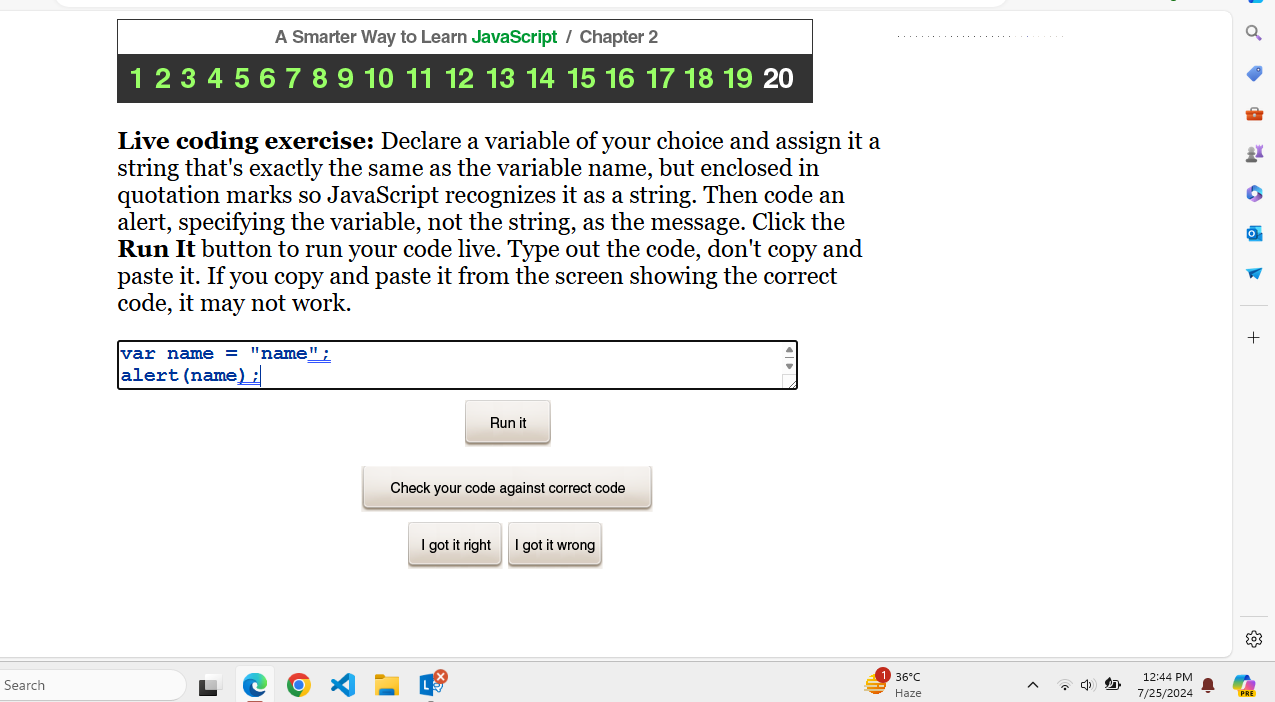 A Smarter Way to Learn JavaScript / Chapter 2
1 2 3 4 5 6 7 8 9 10 11 12 13 14 15 16 17 18 19 20
Live coding exercise: Declare a variable of your choice and assign it a
string that's exactly the same as the variable name, but enclosed in
quotation marks so JavaScript recognizes it as a string. Then code an
alert, specifying the variable, not the string, as the message. Click the
Run It button to run your code live. Type out the code, don't copy and
paste it. If you copy and paste it from the screen showing the correct
code, it may not work.
var name = "name";
alert(name);
Run it
Check your code against correct code
I got it right I got it wrong
Search
1
36°C
Haze
12:44 PM
7/25/2024
PRE